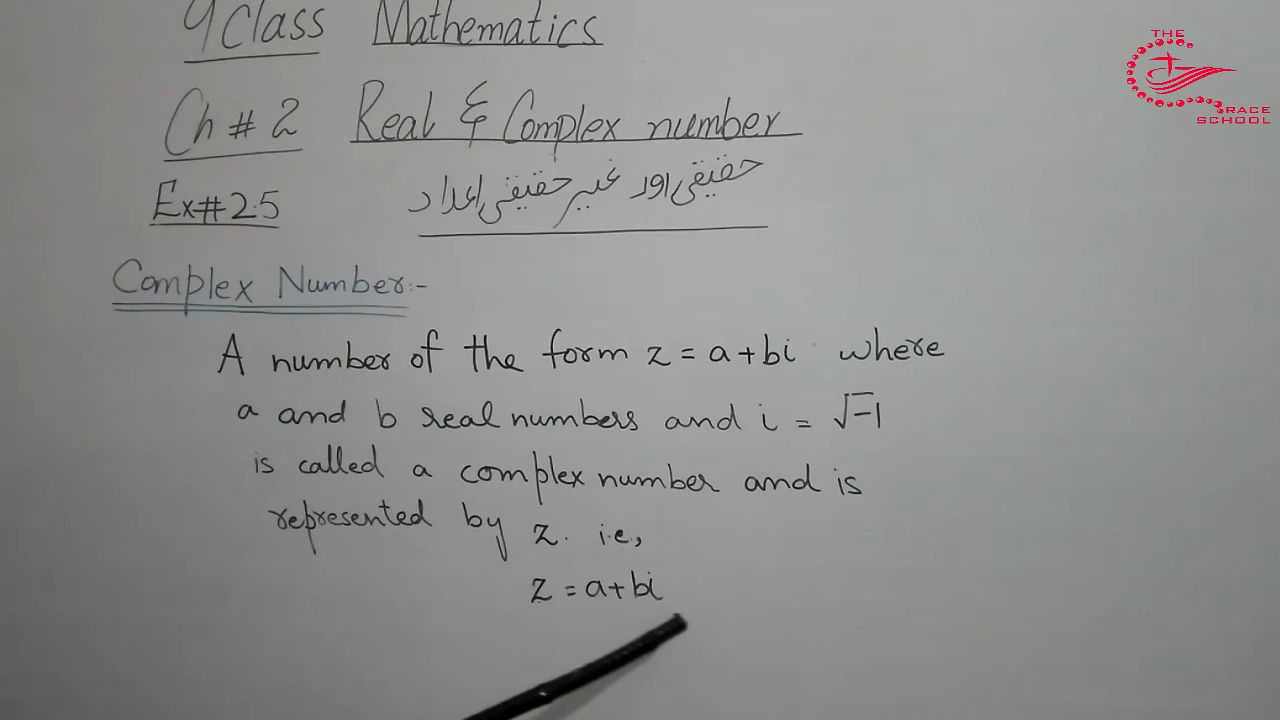 9 Class Mathematics
Ch # 2 Real & Complex number
Ex# 2.5 حقیقی اور غیر حقیقی اعداد
Complex Number:-
A number of the form z = a + bi where
a and b real numbers and i = √-1
is called a complex number and is
represented by z. i.e,
z = a+bi
THE
RACE
SCHOOL